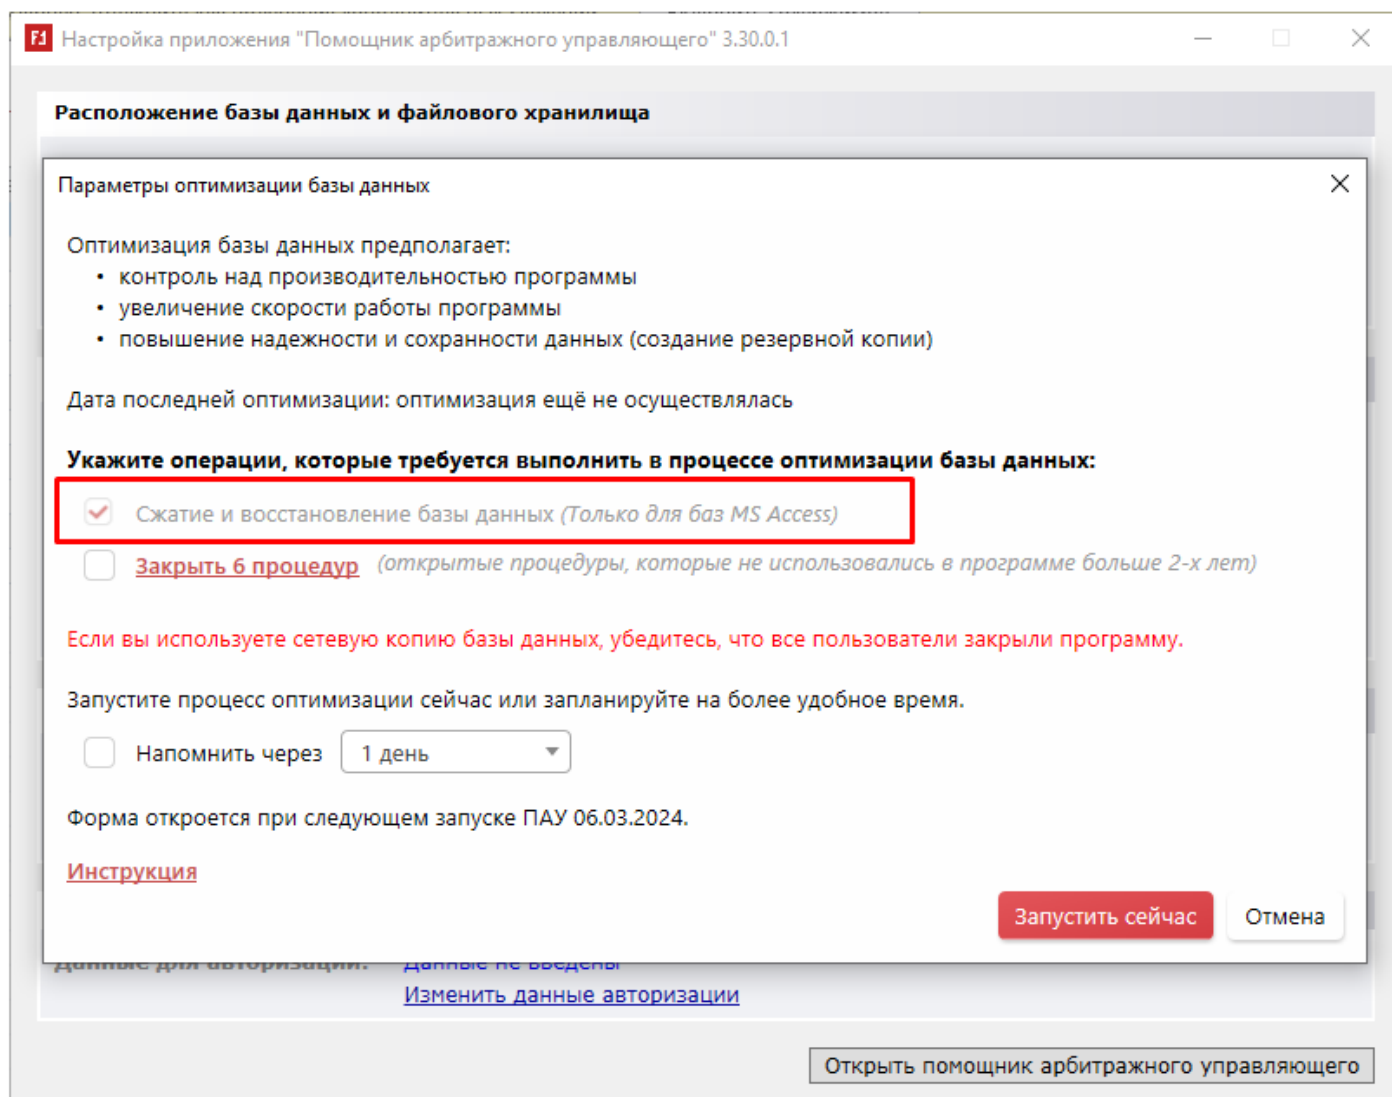 Настройка приложения "Помощник арбитражного управляющего" 3.30.0.1
Расположение базы данных и файлового хранилища
Параметры оптимизации базы данных
Оптимизация базы данных предполагает:
• контроль над производительностью программы
• увеличение скорости работы программы
• повышение надежности и сохранности данных (создание резервной копии)
Дата последней оптимизации: оптимизация ещё не осуществлялась
Укажите операции, которые требуется выполнить в процессе оптимизации базы данных:
Сжатие и восстановление базы данных (Только для баз MS Access)
Закрыть 6 процедур (открытые процедуры, которые не использовались в программе больше 2-х лет)
Если вы используете сетевую копию базы данных, убедитесь, что все пользователи закрыли программу.
Запустите процесс оптимизации сейчас или запланируйте на более удобное время.
Напомнить через 1 день
Форма откроется при следующем запуске ПАУ 06.03.2024.
Инструкция
Запустить сейчас Отмена
Данные для авторизации: Данные не введены
Изменить данные авторизации
Открыть помощник арбитражного управляющего